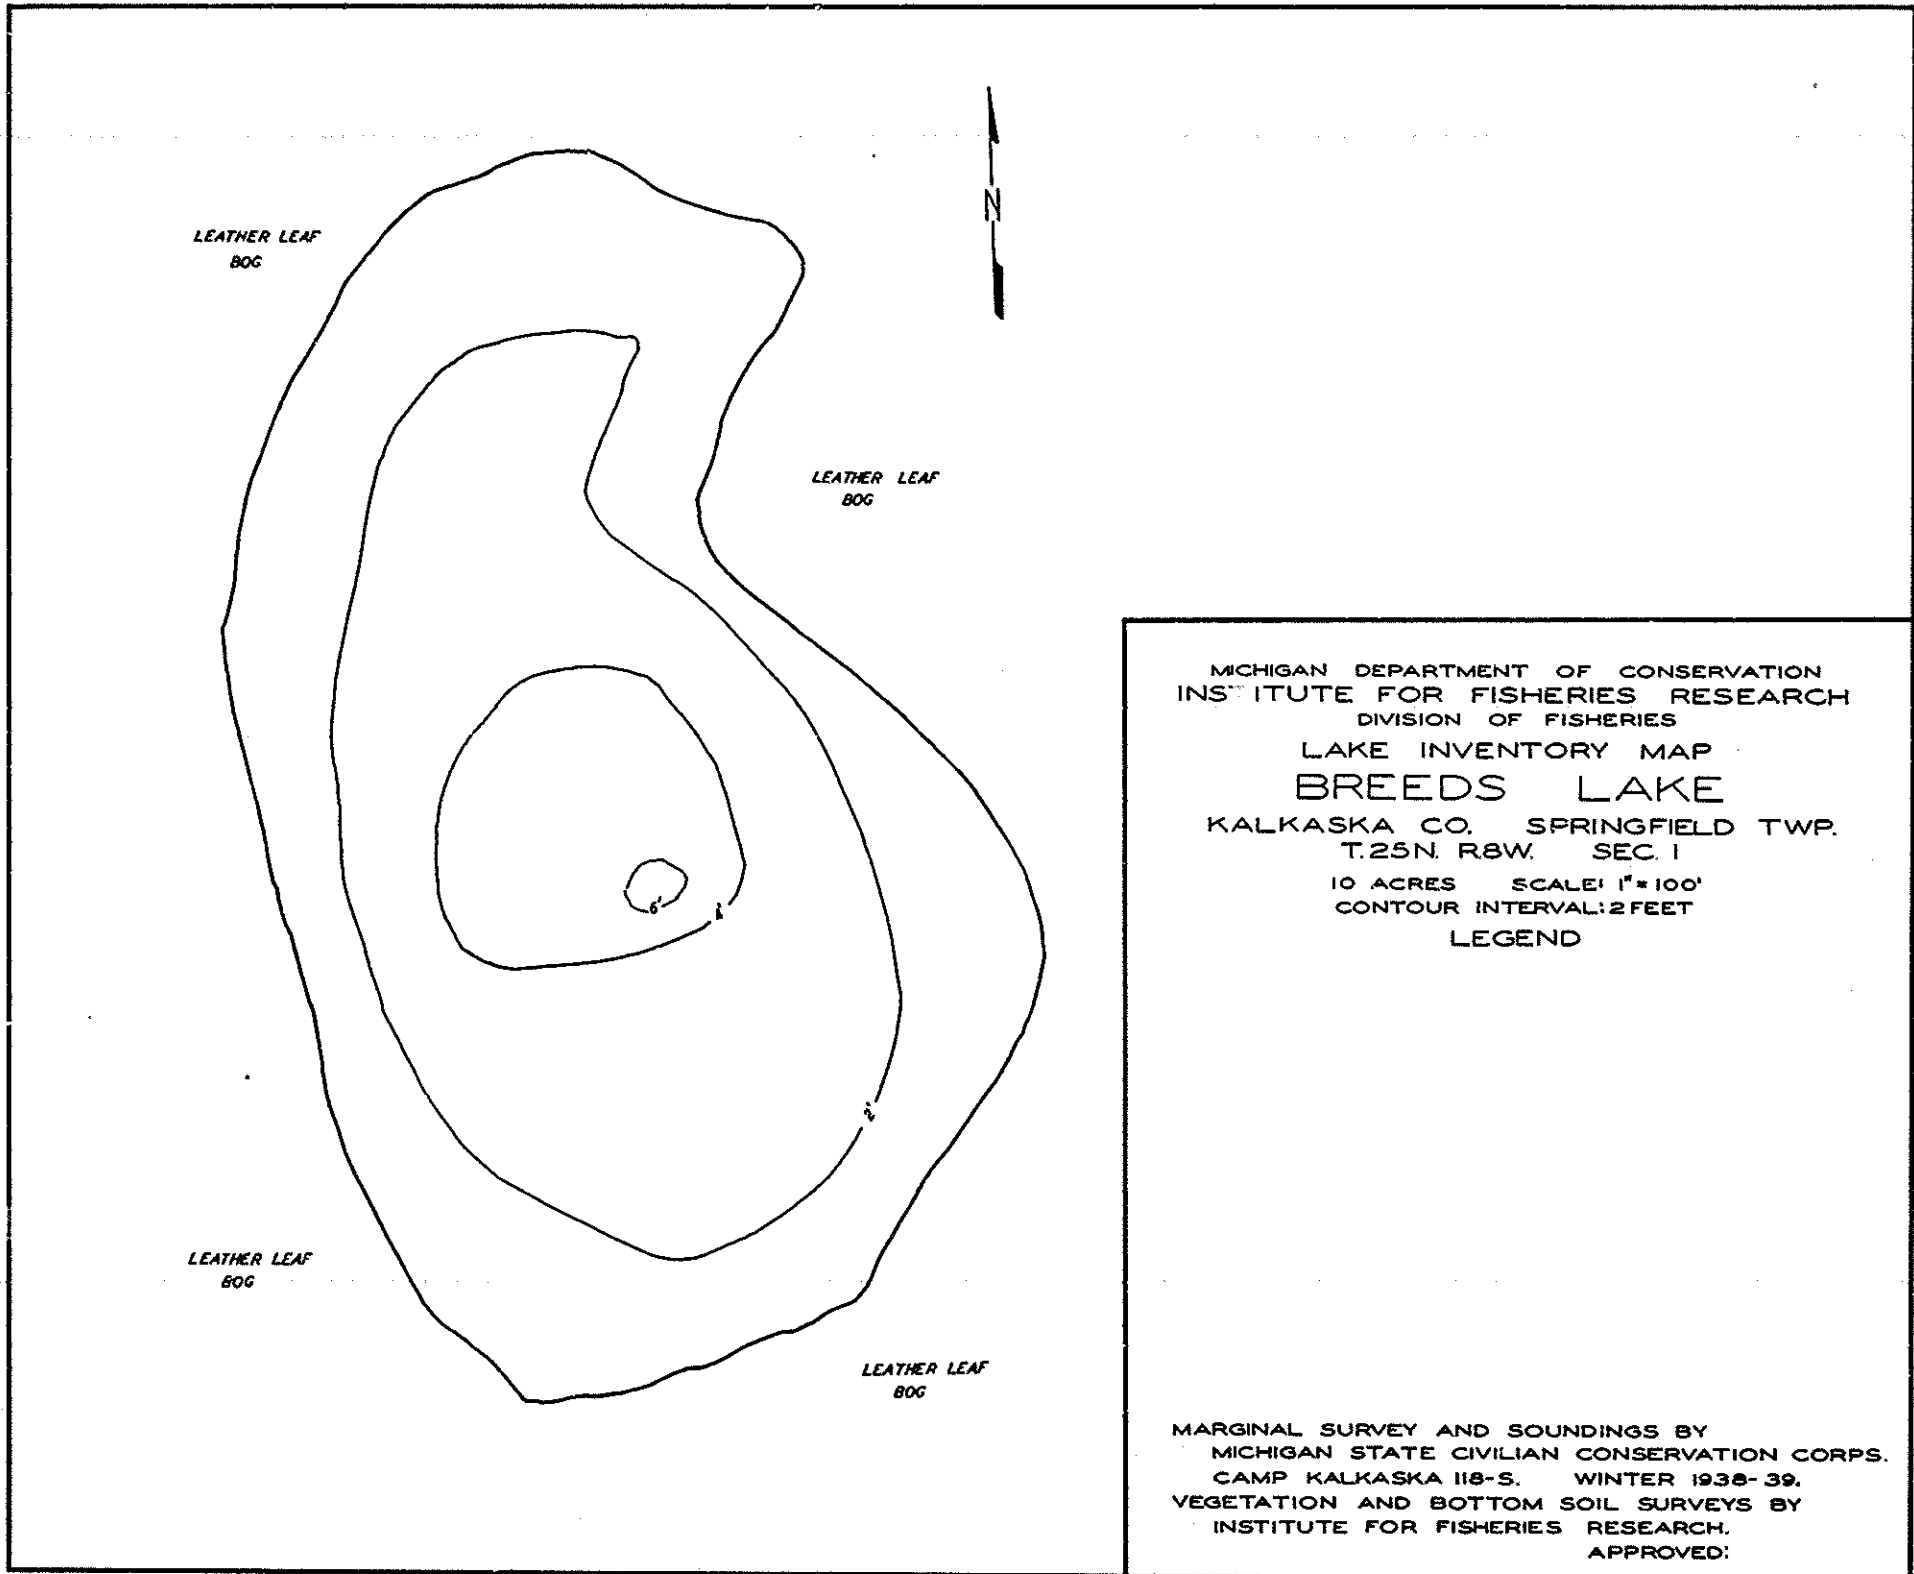 N
LEATHER LEAF
BOG
LEATHER LEAF
BOG
6'
4'
2'
LEATHER LEAF
BOG
LEATHER LEAF
BOG
MICHIGAN DEPARTMENT OF CONSERVATION
INSTITUTE FOR FISHERIES RESEARCH
DIVISION OF FISHERIES
LAKE INVENTORY MAP
BREEDS LAKE
KALKASKA CO. SPRINGFIELD TWP.
T.25N. R.8W. SEC. 1
10 ACRES SCALE: 1"=100'
CONTOUR INTERVAL: 2 FEET
LEGEND
MARGINAL SURVEY AND SOUNDINGS BY
MICHIGAN STATE CIVILIAN CONSERVATION CORPS.
CAMP KALKASKA 118-S. WINTER 1938-39.
VEGETATION AND BOTTOM SOIL SURVEYS BY
INSTITUTE FOR FISHERIES RESEARCH.
APPROVED: